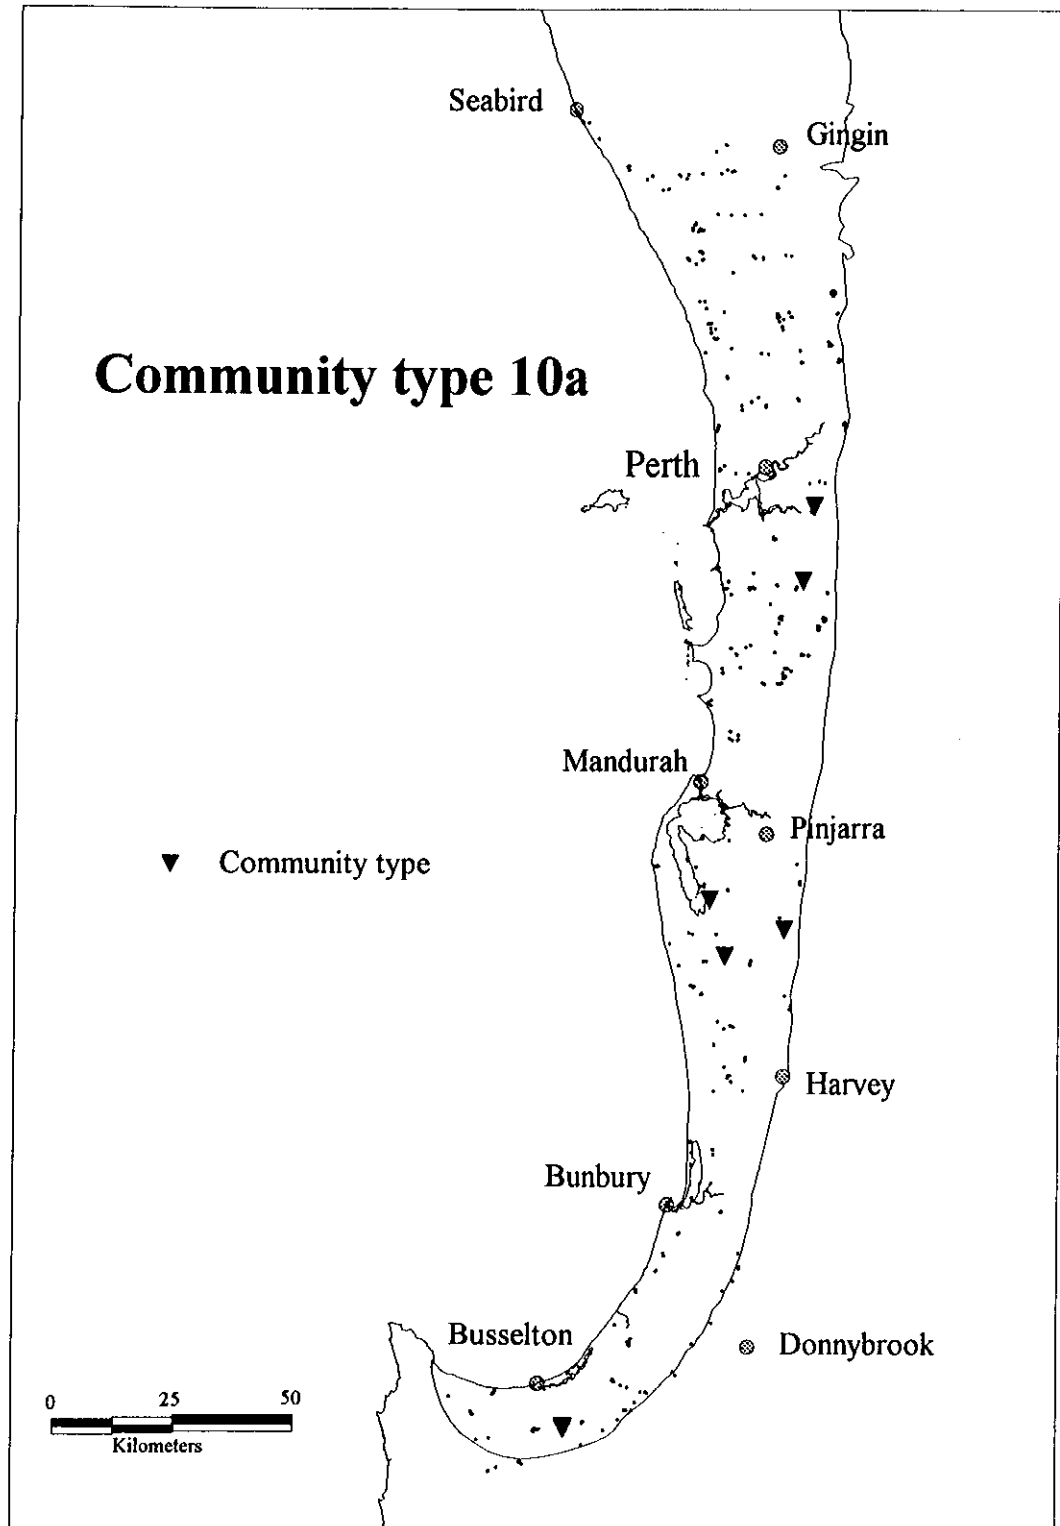 Seabird
Gingin
Community type 10a
Perth
Mandurah
Pinjarra
Community type
Harvey
Bunbury
Busselton
Donnybrook
0 25 50
Kilometers